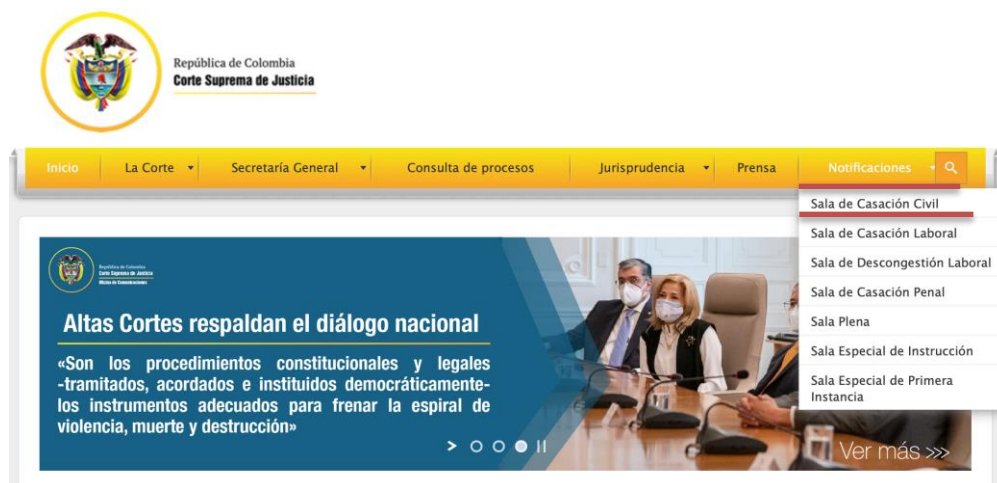 República de Colombia
Corte Suprema de Justicia
Inicio
La Corte
Secretaría General
Consulta de procesos
Jurisprudencia
Prensa
Notificaciones
Sala de Casación Civil
Sala de Casación Laboral
Sala de Descongestión Laboral
Sala de Casación Penal
Sala Plena
Sala Especial de Instrucción
Sala Especial de Primera
Instancia
República de Colombia
Corte Suprema de Justicia
Oficina de Comunicaciones
Altas Cortes respaldan el diálogo nacional
«Son los procedimientos constitucionales y legales
-tramitados, acordados e instituidos democráticamente-
los instrumentos adecuados para frenar la espiral de
violencia, muerte y destrucción»
Ver más >>>